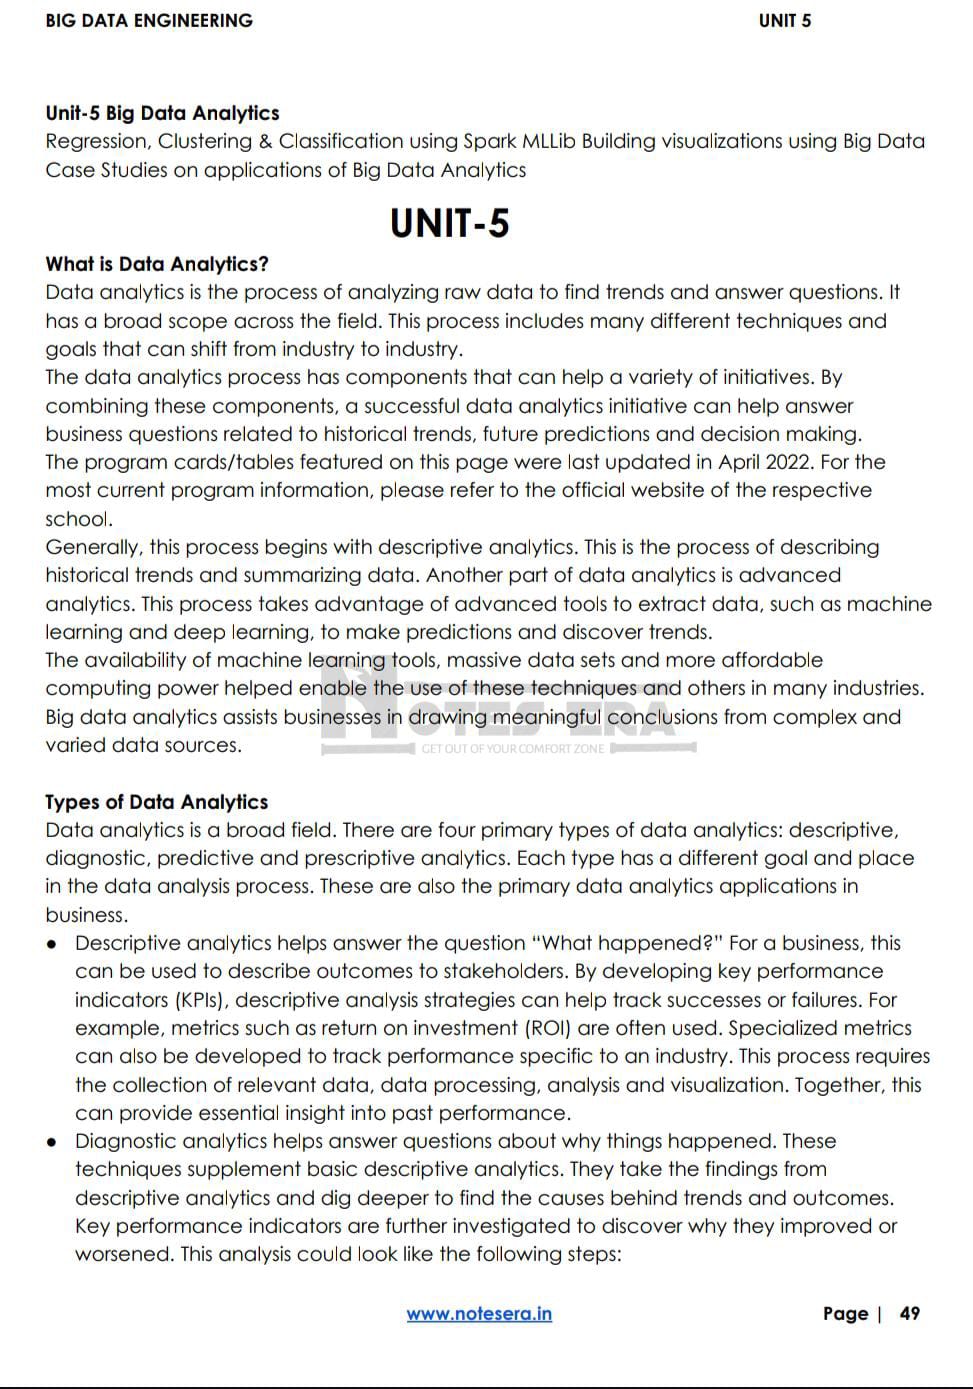 BIG DATA ENGINEERING UNIT 5
Unit-5 Big Data Analytics
Regression, Clustering & Classification using Spark MLLib Building visualizations using Big Data
Case Studies on applications of Big Data Analytics
UNIT-5
What is Data Analytics?
Data analytics is the process of analyzing raw data to find trends and answer questions. It
has a broad scope across the field. This process includes many different techniques and
goals that can shift from industry to industry.
The data analytics process has components that can help a variety of initiatives. By
combining these components, a successful data analytics initiative can help answer
business questions related to historical trends, future predictions and decision making.
The program cards/tables featured on this page were last updated in April 2022. For the
most current program information, please refer to the official website of the respective
school.
Generally, this process begins with descriptive analytics. This is the process of describing
historical trends and summarizing data. Another part of data analytics is advanced
analytics. This process takes advantage of advanced tools to extract data, such as machine
learning and deep learning, to make predictions and discover trends.
The availability of machine learning tools, massive data sets and more affordable
computing power helped enable the use of these techniques and others in many industries.
Big data analytics assists businesses in drawing meaningful conclusions from complex and
varied data sources.
NOTES ERA
GET OUT OF YOUR COMFORT ZONE
Types of Data Analytics
Data analytics is a broad field. There are four primary types of data analytics: descriptive,
diagnostic, predictive and prescriptive analytics. Each type has a different goal and place
in the data analysis process. These are also the primary data analytics applications in
business.
● Descriptive analytics helps answer the question “What happened?” For a business, this
can be used to describe outcomes to stakeholders. By developing key performance
indicators (KPIs), descriptive analysis strategies can help track successes or failures. For
example, metrics such as return on investment (ROI) are often used. Specialized metrics
can also be developed to track performance specific to an industry. This process requires
the collection of relevant data, data processing, analysis and visualization. Together, this
can provide essential insight into past performance.
● Diagnostic analytics helps answer questions about why things happened. These
techniques supplement basic descriptive analytics. They take the findings from
descriptive analytics and dig deeper to find the causes behind trends and outcomes.
Key performance indicators are further investigated to discover why they improved or
worsened. This analysis could look like the following steps:
www.notesera.in Page | 49